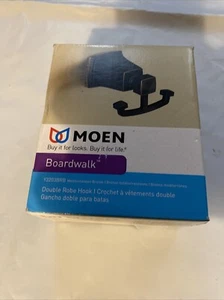 MOEN
Buy it for looks. Buy it for life.®
Boardwalk™
Double Robe Hook | Crochet à vêtements double
Gancho doble para batas